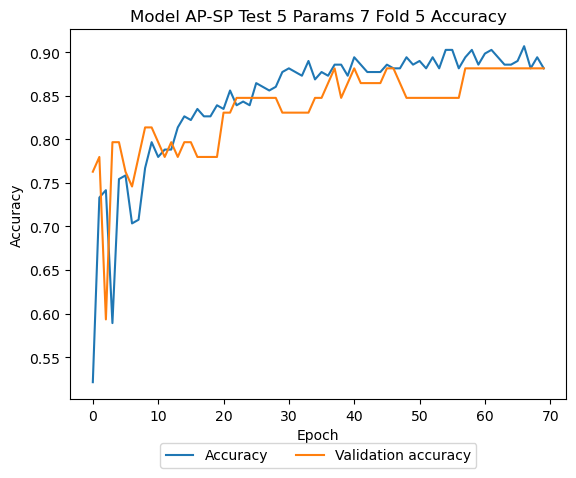 Model AP-SP Test 5 Params 7 Fold 5 Accuracy
0.90
0.85
0.80
0.75
0.70
0.65
0.60
0.55
Accuracy
0 10 20 30 40 50 60 70
Epoch
Accuracy Validation accuracy